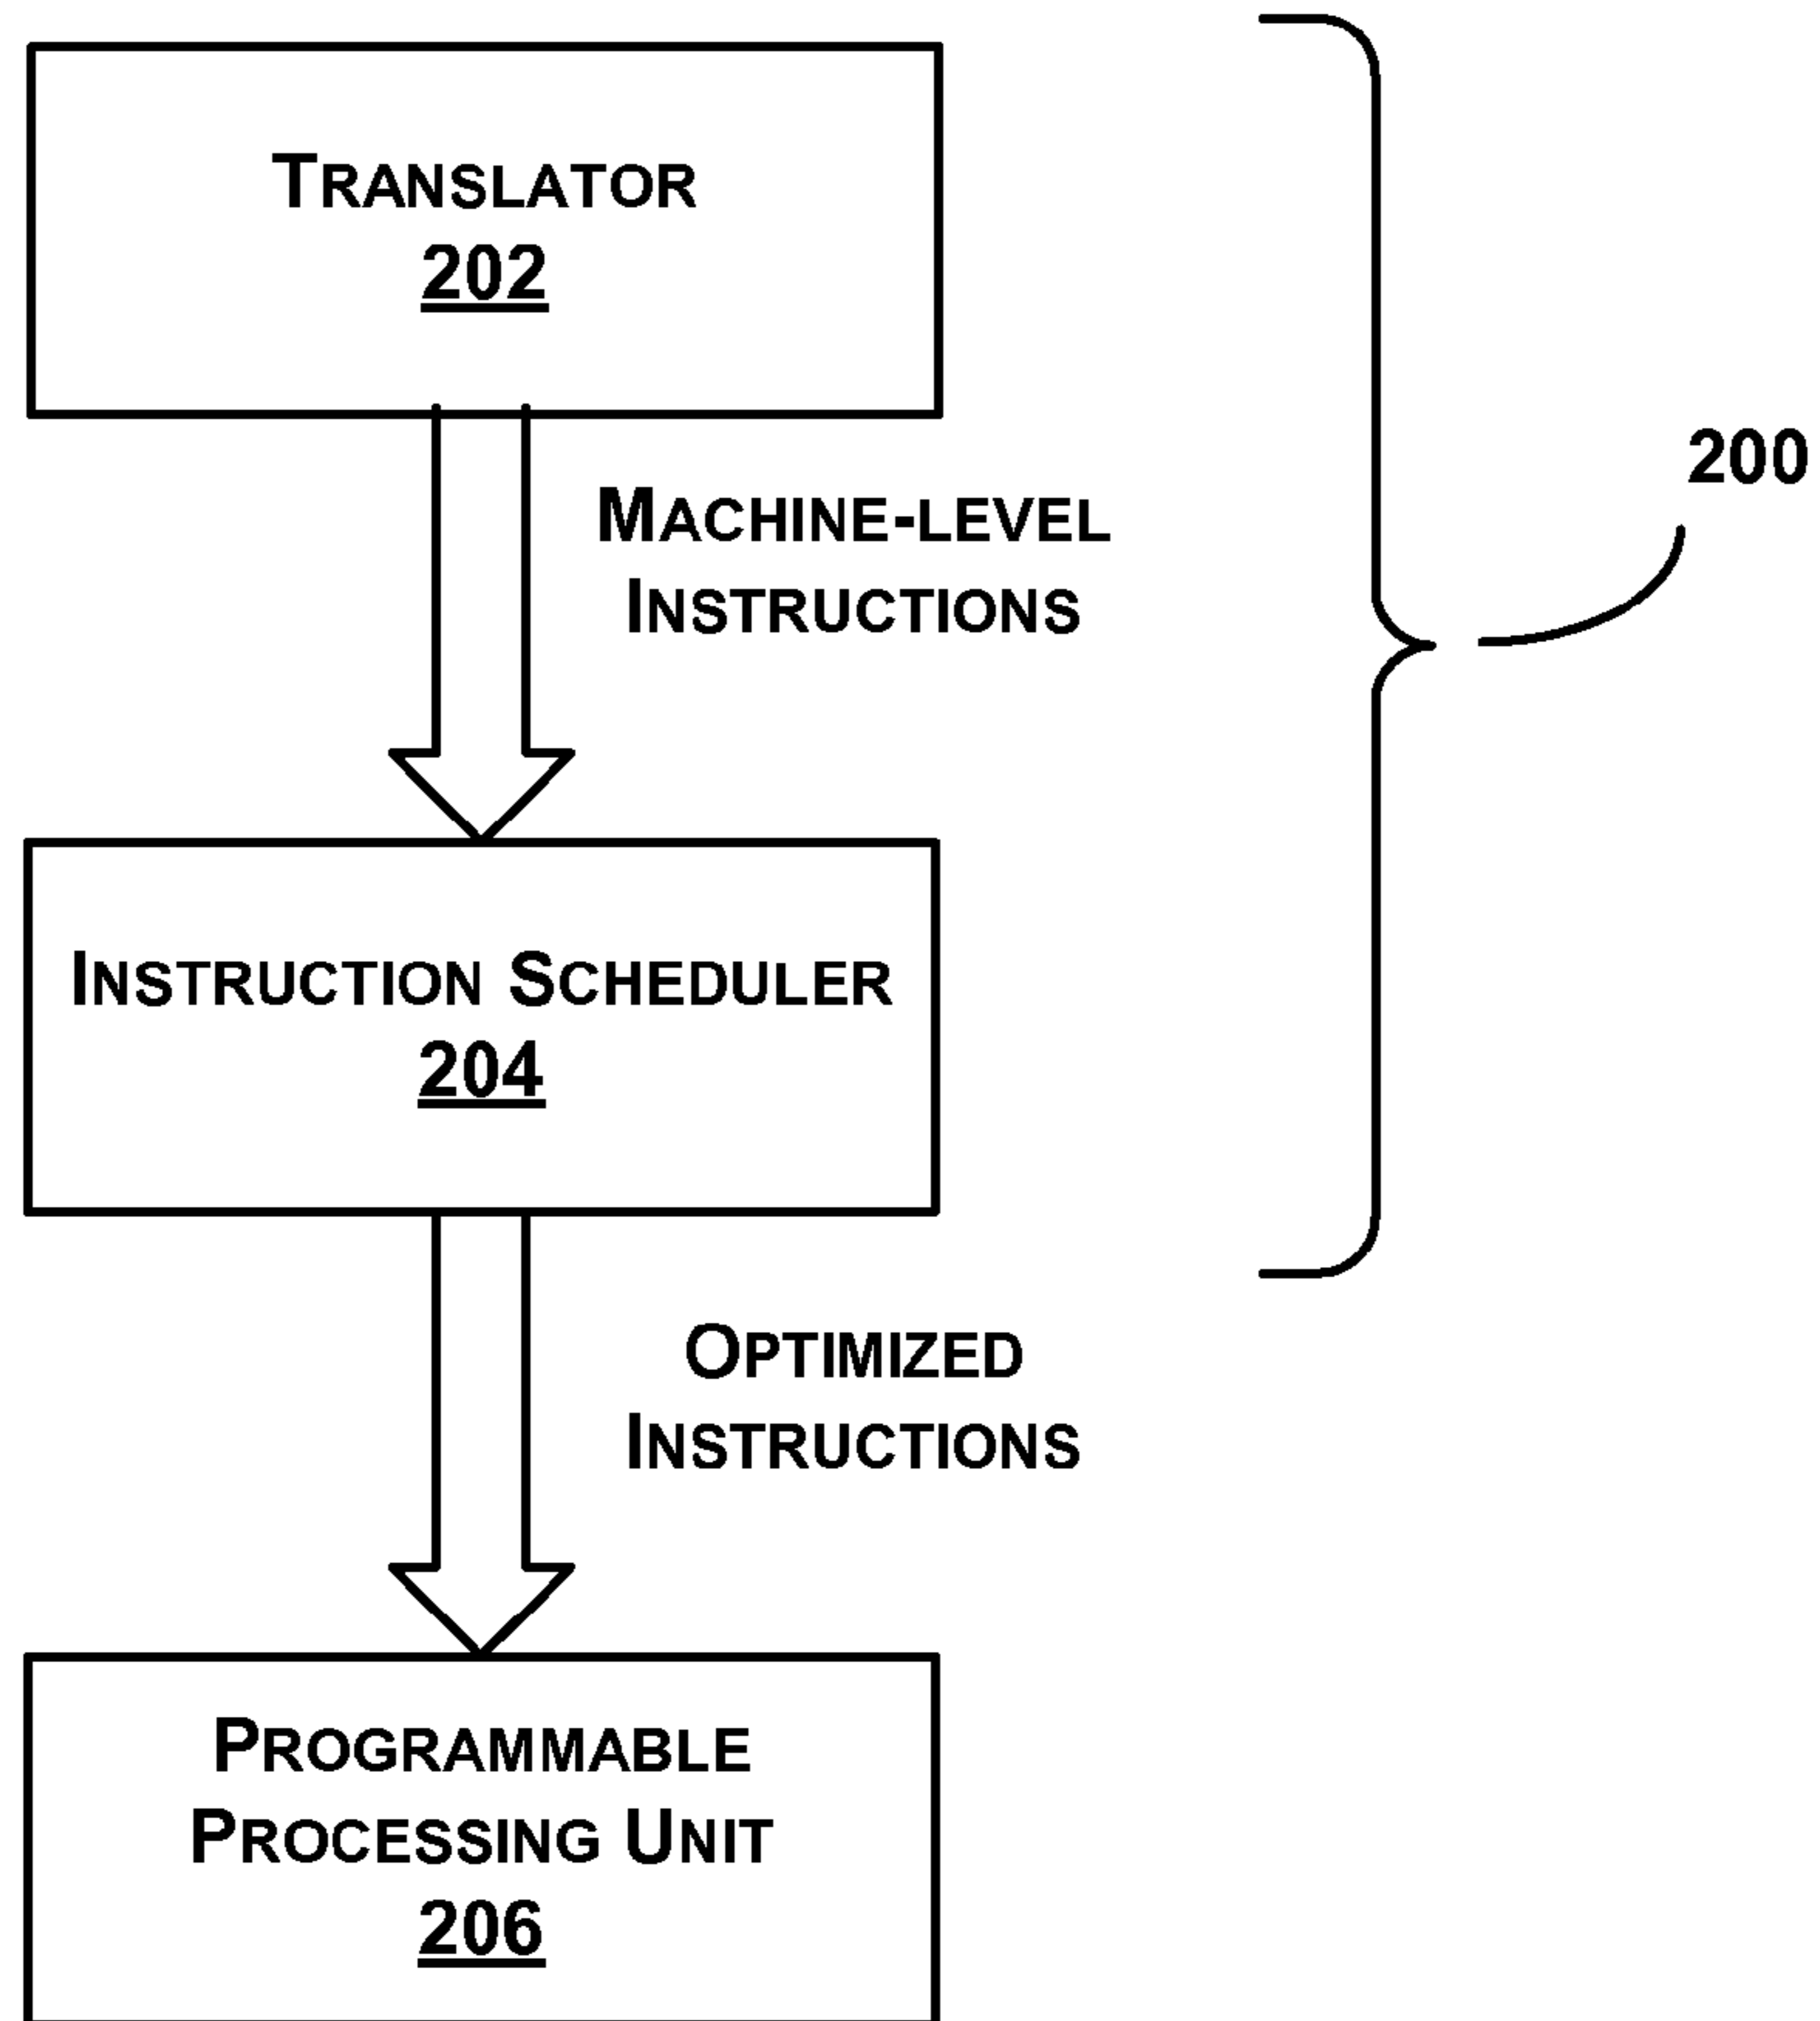 TRANSLATOR
202
MACHINE-LEVEL
INSTRUCTIONS
200
INSTRUCTION SCHEDULER
204
OPTIMIZED
INSTRUCTIONS
PROGRAMMABLE
PROCESSING UNIT
206